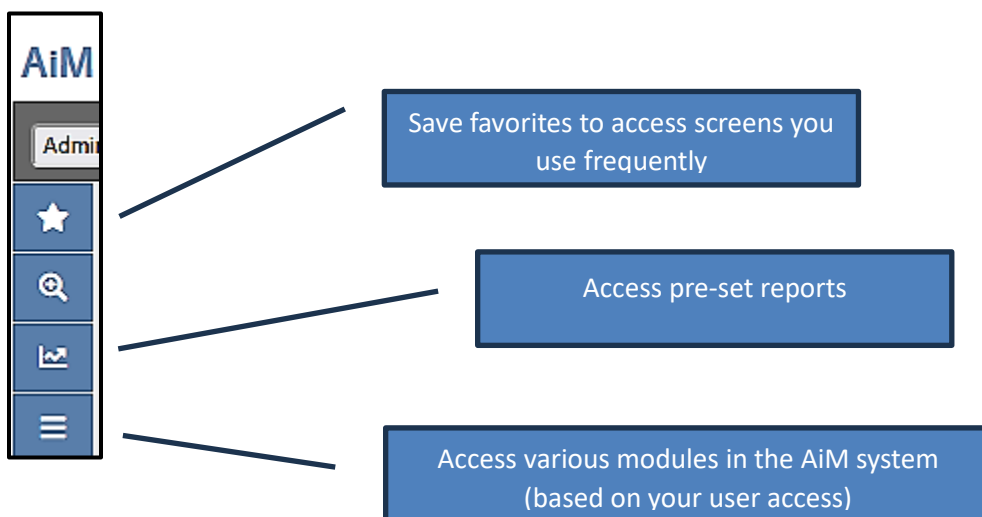 AiM
Admi
Save favorites to access screens you
use frequently
Access pre-set reports
Access various modules in the AiM system
(based on your user access)